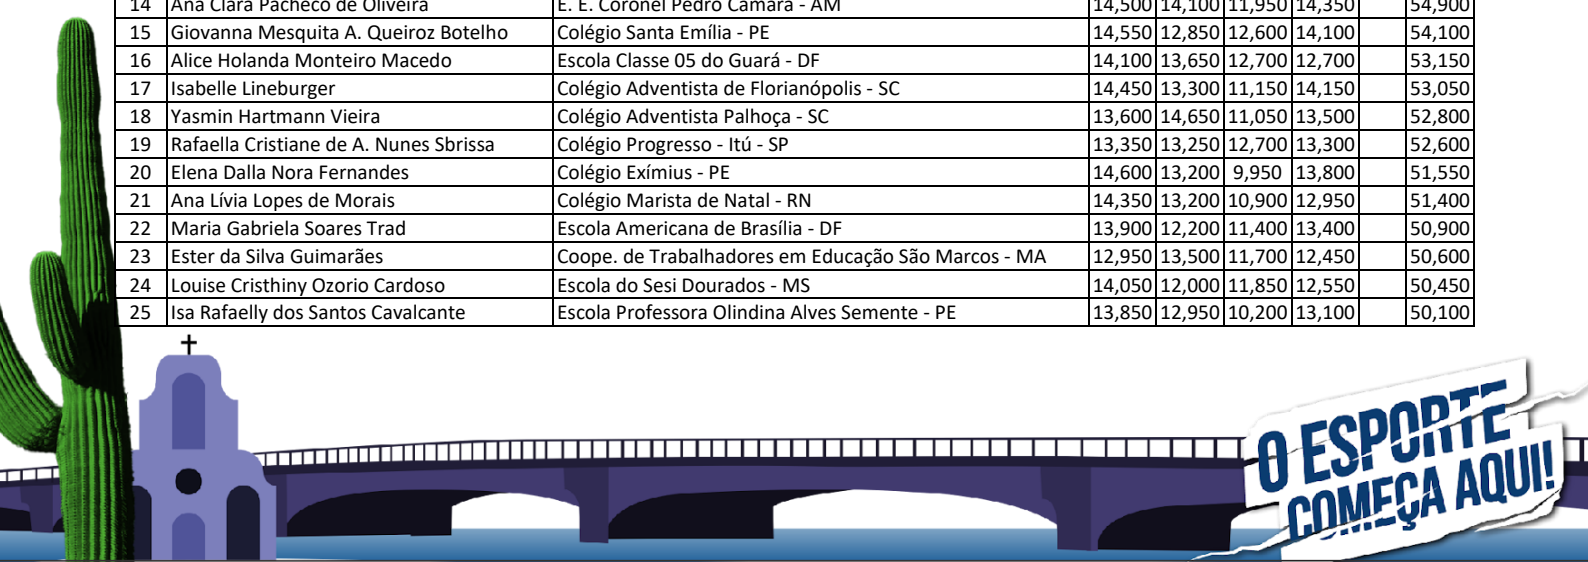 14 Ana Clara Pacheco de Oliveira E. E. Coronel Pedro Câmara - AM 14,500 14,100 11,950 14,350 54,900
15 Giovanna Mesquita A. Queiroz Botelho Colégio Santa Emília - PE 14,550 12,850 12,600 14,100 54,100
16 Alice Holanda Monteiro Macedo Escola Classe 05 do Guará - DF 14,100 13,650 12,700 12,700 53,150
17 Isabelle Lineburger Colégio Adventista de Florianópolis - SC 14,450 13,300 11,150 14,150 53,050
18 Yasmin Hartmann Vieira Colégio Adventista Palhoça - SC 13,600 14,650 11,050 13,500 52,800
19 Rafaella Cristiane de A. Nunes Sbrissa Colégio Progresso - Itú - SP 13,350 13,250 12,700 13,300 52,600
20 Elena Dalla Nora Fernandes Colégio Exímius - PE 14,600 13,200 9,950 13,800 51,550
21 Ana Lívia Lopes de Morais Colégio Marista de Natal - RN 14,350 13,200 10,900 12,950 51,400
22 Maria Gabriela Soares Trad Escola Americana de Brasília - DF 13,900 12,200 11,400 13,400 50,900
23 Ester da Silva Guimarães Coope. de Trabalhadores em Educação São Marcos - MA 12,950 13,500 11,700 12,450 50,600
24 Louise Cristhiny Ozorio Cardoso Escola do Sesi Dourados - MS 14,050 12,000 11,850 12,550 50,450
25 Isa Rafaelly dos Santos Cavalcante Escola Professora Olindina Alves Semente - PE 13,850 12,950 10,200 13,100 50,100
O ESPORTE
COMEÇA AQUI!